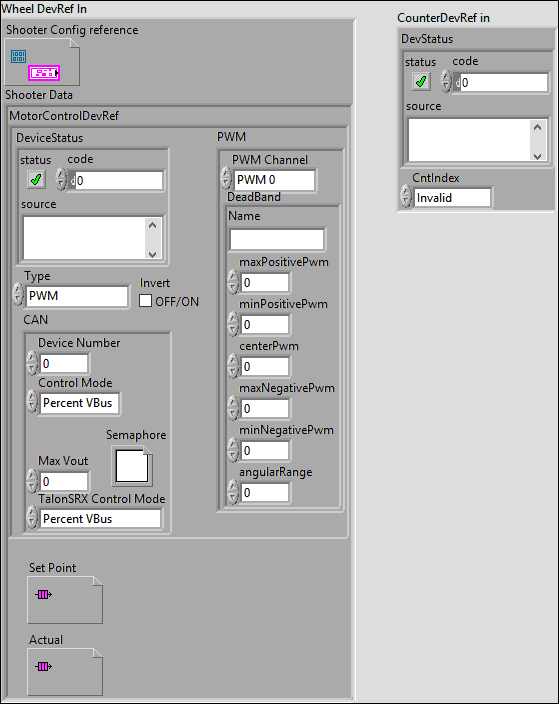 Wheel DevRef In
Shooter Config reference
Shooter Data
MotorControlDevRef
DeviceStatus
status code
d 0
source
Type
PWM
Invert
OFF/ON
CAN
Device Number
0
Control Mode
Percent VBus
Semaphore
Max Vout
0
TalonSRX Control Mode
Percent VBus
PWM
PWM Channel
PWM 0
DeadBand
Name
maxPositivePwm
0
minPositivePwm
0
centerPwm
0
maxNegativePwm
0
minNegativePwm
0
angularRange
0
Set Point
Actual
CounterDevRef in
DevStatus
status code
d 0
source
CntIndex
Invalid